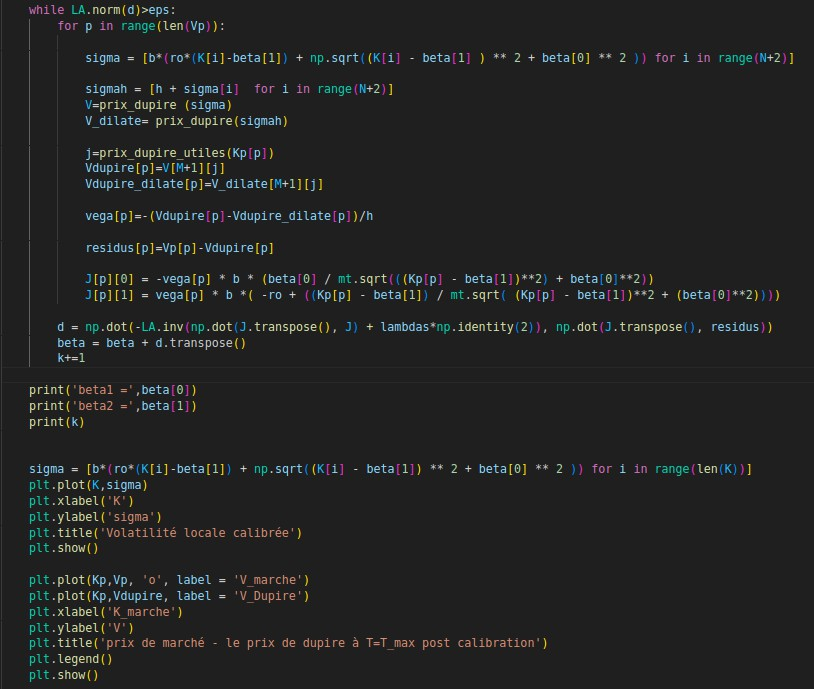 while LA.norm(d)>eps:
for p in range(len(Vp)):
sigma = [b*(ro*(K[i]-beta[1]) + np.sqrt((K[i] - beta[1] ) ** 2 + beta[0] ** 2 )) for i in range(N+2)]
sigmah = [h + sigma[i]  for i in range(N+2)]
V=prix_dupire (sigma)
V_dilate= prix_dupire(sigmah)
j=prix_dupire_utiles(Kp[p])
Vdupire[p]=V[M+1][j]
Vdupire_dilate[p]=V_dilate[M+1][j]
vega[p]=-(Vdupire[p]-Vdupire_dilate[p])/h
residus[p]=Vp[p]-Vdupire[p]
J[p][0] = -vega[p] * b * (beta[0] / mt.sqrt(((Kp[p] - beta[1])**2) + beta[0]**2))
J[p][1] = vega[p] * b *( -ro + ((Kp[p] - beta[1]) / mt.sqrt( (Kp[p] - beta[1])**2 + (beta[0]**2))))
d = np.dot(-LA.inv(np.dot(J.transpose(), J) + lambdas*np.identity(2)), np.dot(J.transpose(), residus))
beta = beta + d.transpose()
k+=1
print('beta1 =',beta[0])
print('beta2 =',beta[1])
print(k)
sigma = [b*(ro*(K[i]-beta[1]) + np.sqrt((K[i] - beta[1]) ** 2 + beta[0] ** 2 )) for i in range(len(K))]
plt.plot(K,sigma)
plt.xlabel('K')
plt.ylabel('sigma')
plt.title('Volatilité locale calibrée')
plt.show()
plt.plot(Kp,Vp, 'o', label = 'V_marche')
plt.plot(Kp,Vdupire, label = 'V_Dupire')
plt.xlabel('K_marche')
plt.ylabel('V')
plt.title('prix de marché - le prix de dupire à T=T_max post calibration')
plt.legend()
plt.show()